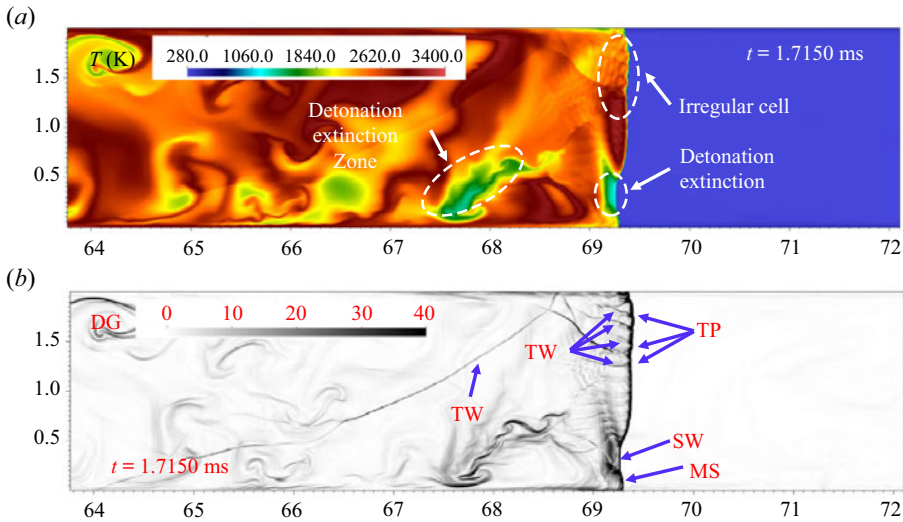 (a)
T (K)
280.0 1060.0 1840.0 2620.0 3400.0
t = 1.7150 ms
1.5
1.0
0.5
Detonation
extinction
Zone
Irregular cell
Detonation
extinction
64 65 66 67 68 69 70 71 72
(b)
DG
0 10 20 30 40
1.5
1.0
0.5
TW
TP
TW
SW
MS
t = 1.7150 ms
64 65 66 67 68 69 70 71 72